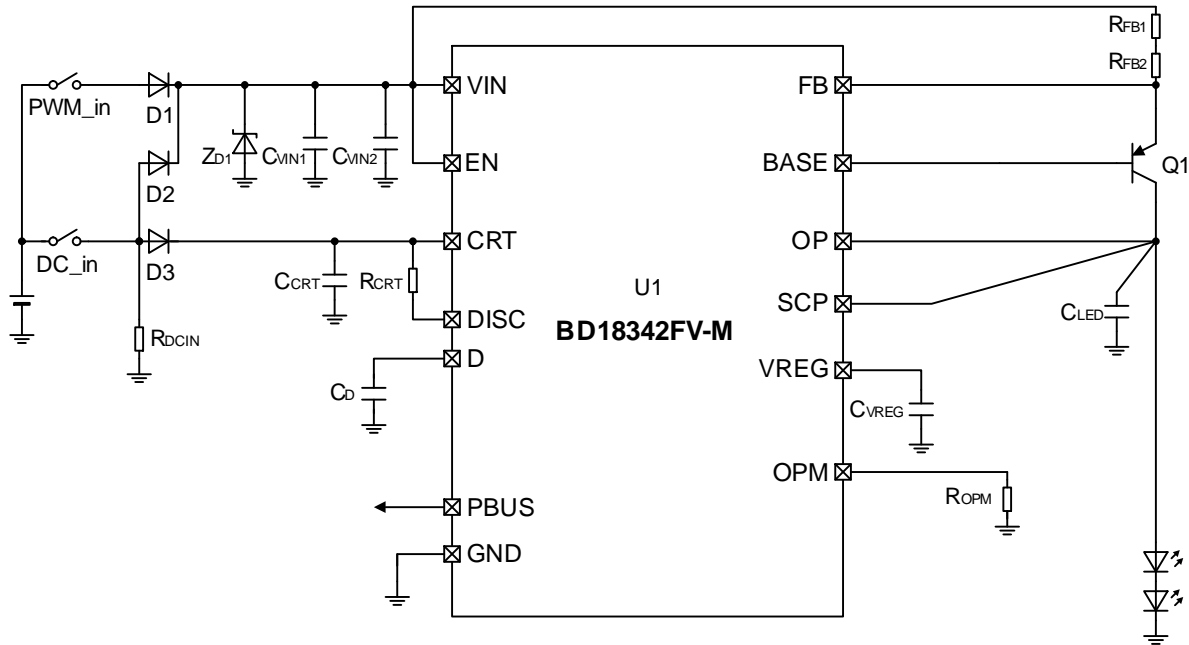 RFB1
RFB2
VIN
FB
PWM_in
D1
ZD1
CVIN1
CVIN2
EN
BASE
Q1
D2
CRT
OP
DC_in
D3
CCRT
RCRT
U1
SCP
BD18342FV-M
CLED
RDCIN
DISC
D
VREG
CD
CVREG
OPM
ROPM
PBUS
GND